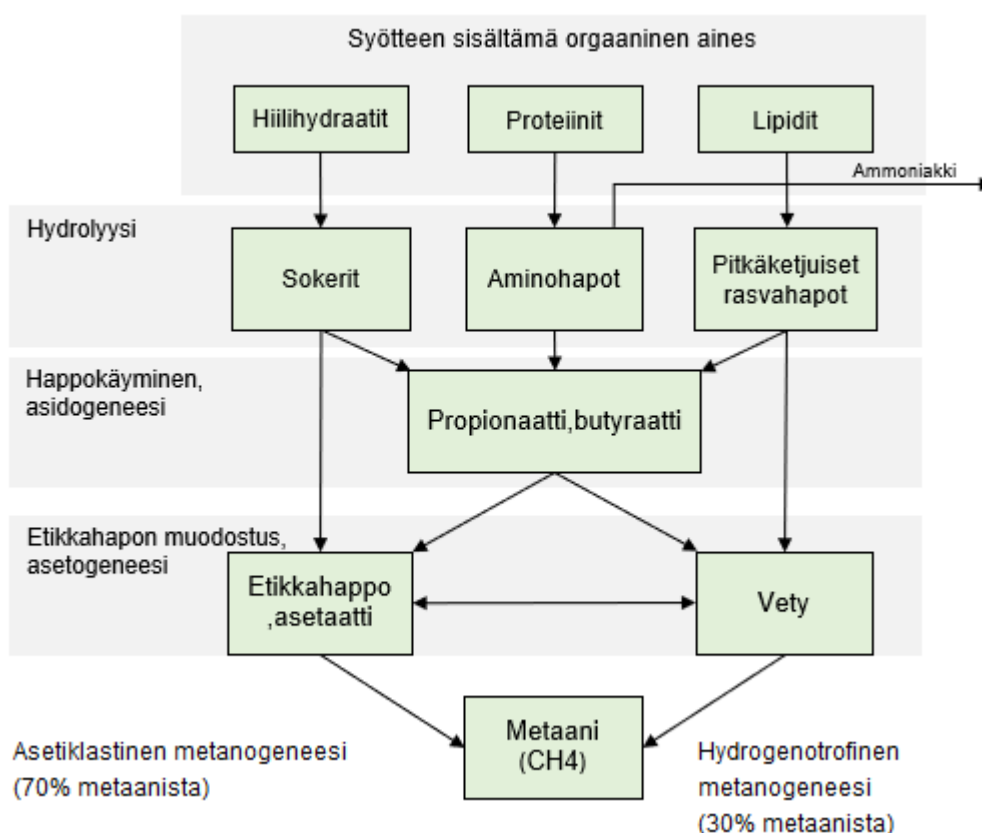 Syötteen sisältämä orgaaninen aines
Hiilihydraatit
Proteiinit
Lipidit
Ammoniakki
Hydrolyysi
Sokerit
Aminohapot
Pitkäketjuiset
rasvahapot
Happokäyminen,
asidogeneesi
Propionaatti,butyraatti
Etikkahapon muodostus,
asetogeneesi
Etikkahappo
,asetaatti
Vety
Metaani
(CH4)
Asetiklastinen metanogeneesi
(70% metaanista)
Hydrogenotrofinen
metanogeneesi
(30% metaanista)